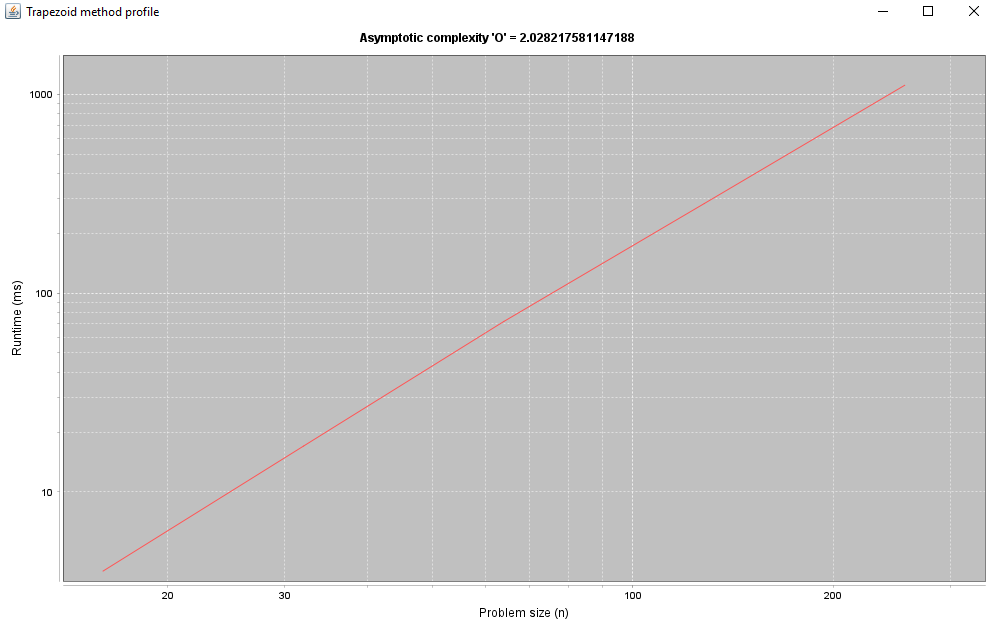 Trapezoid method profile
Asymptotic complexity 'O' = 2.028217581147188
1000
100
10
Runtime (ms)
20 30 100 200
Problem size (n)